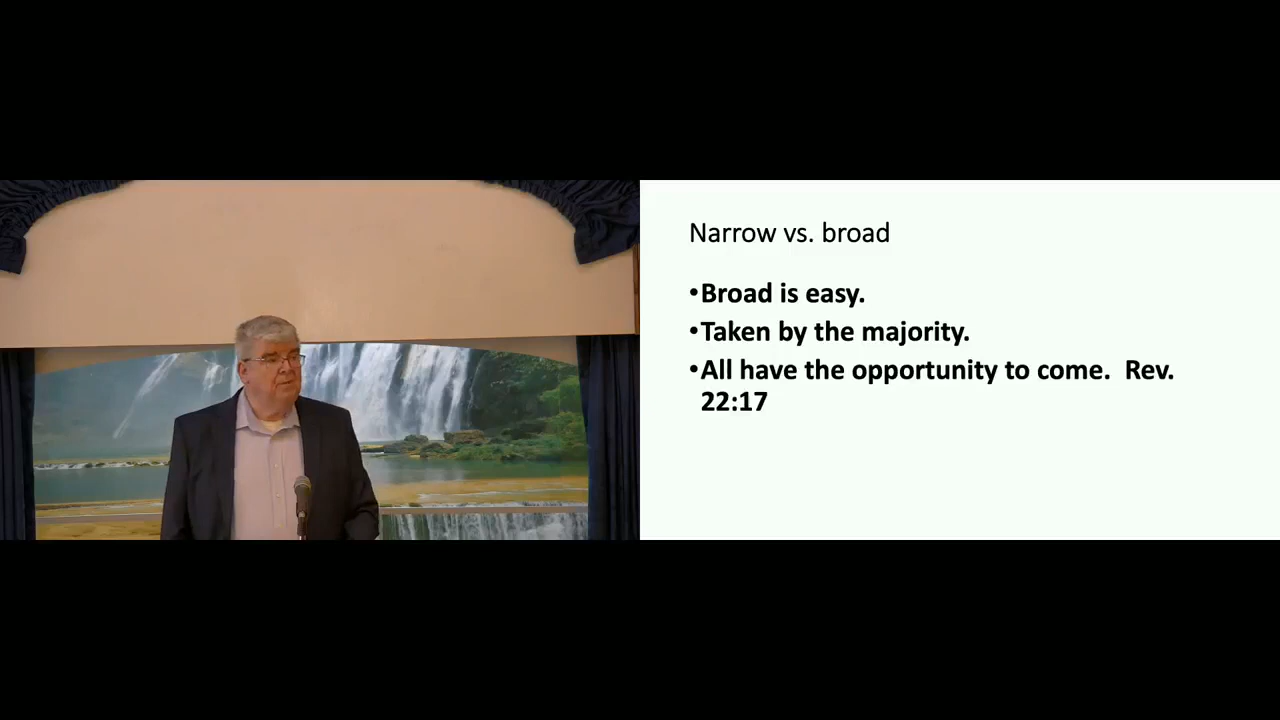 Narrow vs. broad
•Broad is easy.
•Taken by the majority.
•All have the opportunity to come.  Rev.
22:17